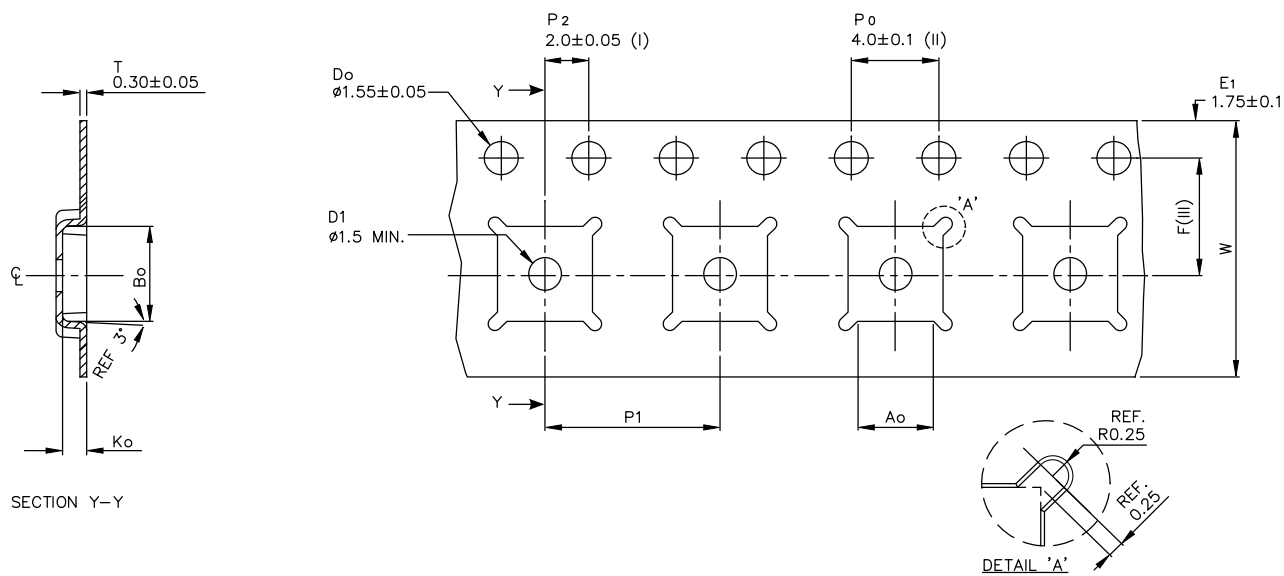 T
0.30±0.05
Bo
REF 3°
Ko
SECTION Y-Y
P2
2.0±0.05 (I)
Po
4.0±0.1 (II)
Do
ø1.55±0.05
Y
E1
1.75±0.1
'A'
D1
ø1.5 MIN.
F(III)
W
Y
P1
Ao
REF.
R0.25
REF.
0.25
DETAIL 'A'